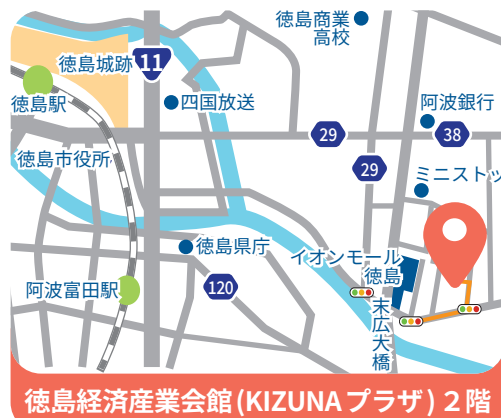 徳島商業
高校
徳島城跡
11
徳島駅
四国放送
阿波銀行
29
38
徳島市役所
29
ミニストッ
徳島県庁
イオンモール
徳島
120
阿波富田駅
末広大橋
徳島経済産業会館(KIZUNAプラザ)2階